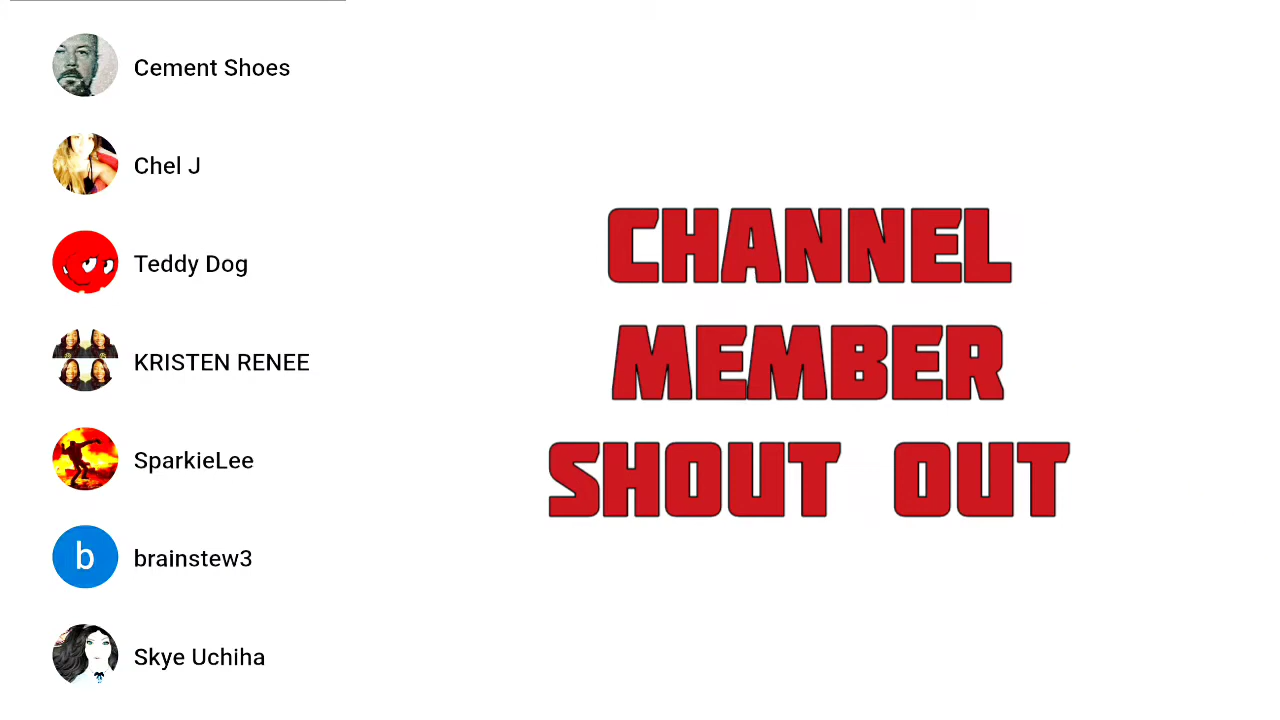 Cement Shoes
Chel J
Teddy Dog
KRISTEN RENEE
SparkieLee
b
brainstew3
Skye Uchiha
CHANNEL
MEMBER
SHOUT OUT